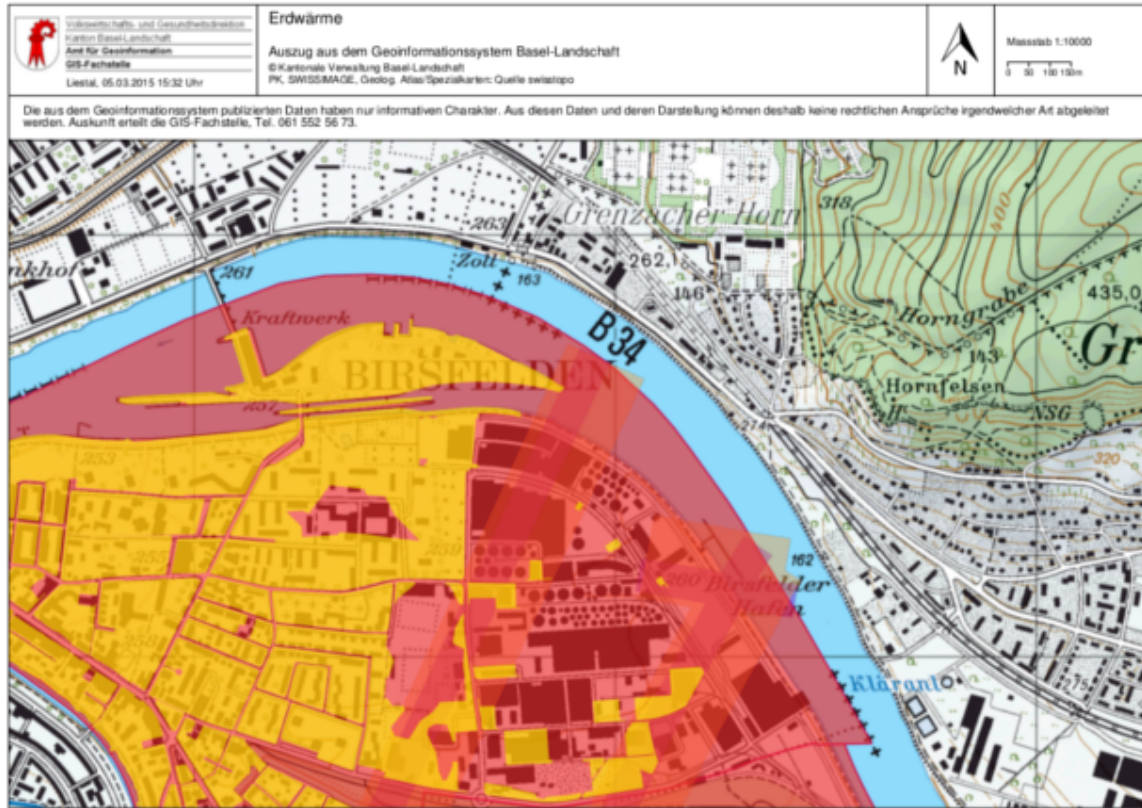 Volkswirtschafts- und Gesundheitsdirektion
Kanton Basel-Landschaft
Amt für Geoinformation
GIS-Fachstelle
Liestal, 05.03.2015 15:32 Uhr
Erdwärme
Auszug aus dem Geoinformationssystem Basel-Landschaft
© Kantonale Verwaltung Basel-Landschaft
PK, SWISSIMAGE, Geolog. Atlas/Spezialkarten: Quelle swisstopo
N
Massstab 1:10000
0 50 100 150m
Die aus dem Geoinformationssystem publizierten Daten haben nur informativen Charakter. Aus diesen Daten und deren Darstellung können deshalb keine rechtlichen Ansprüche irgendwelcher Art abgeleitet
werden. Auskunft erteilt die GIS-Fachstelle, Tel. 061 552 56 73.
Grenzacher Horn
318
400
263
nkhof
261
Zoll
163
262,1
146
435,0
Horngrabe
Kraftwerk
B 34
143
Gr
BIRSFELDEN
Hornfelsen
257
H
NSG
274
253
320
255
259
162
260
Birsfelder
Hafen
Kläranl
275